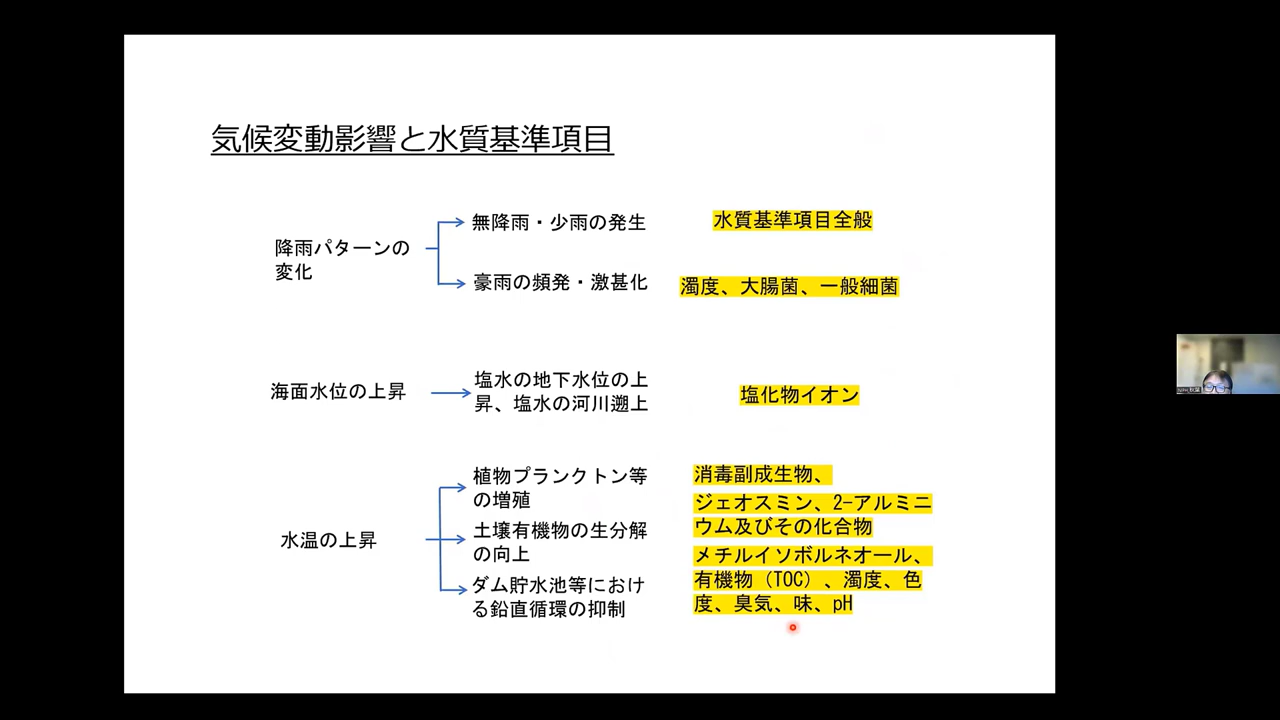 気候変動影響と水質基準項目
降雨パターンの
変化
無降雨・少雨の発生
水質基準項目全般
豪雨の頻発・激甚化
濁度、大腸菌、一般細菌
海面水位の上昇
塩水の地下水位の上
昇、塩水の河川遡上
塩化物イオン
水温の上昇
植物プランクトン等
の増殖
土壌有機物の生分解
の向上
ダム貯水池等におけ
る鉛直循環の抑制
消毒副成生物、
ジェオスミン、2-アルミニ
ウム及びその化合物
メチルイソボルネオール、
有機物（TOC）、濁度、色
度、臭気、味、pH